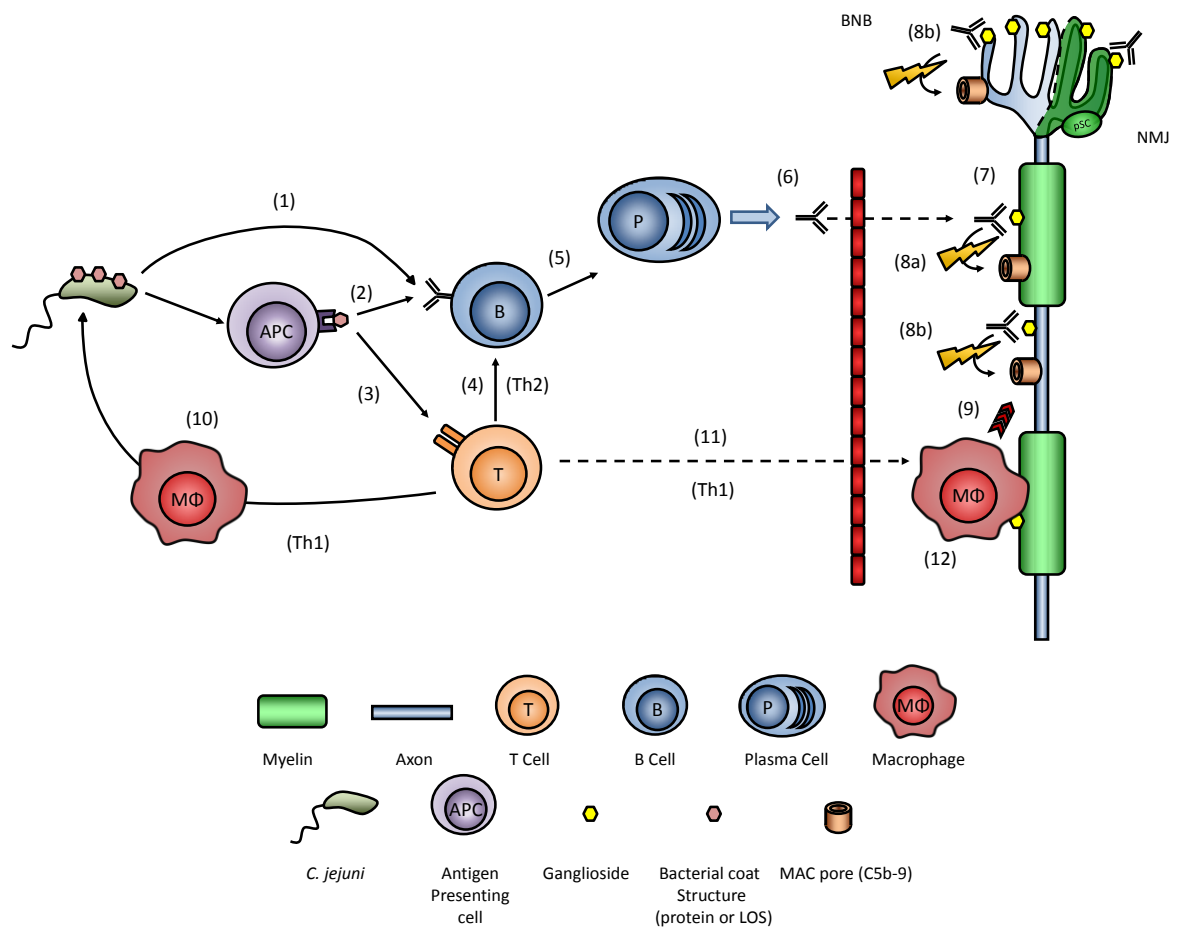 BNB
(8b)
pSC
NMJ
(1)
(6)
(7)
P
(5)
(8a)
(2)
B
APC
(8b)
(3)
(4)
(Th2)
(9)
(10)
(11)
T
MΦ
(Th1)
MΦ
(Th1)
(12)
T
B
P
MΦ
Myelin
Axon
T Cell
B Cell
Plasma Cell
Macrophage
APC
C. jejuni
Antigen
Presenting
cell
Ganglioside
Bacterial coat
Structure
(protein or LOS)
MAC pore (C5b-9)